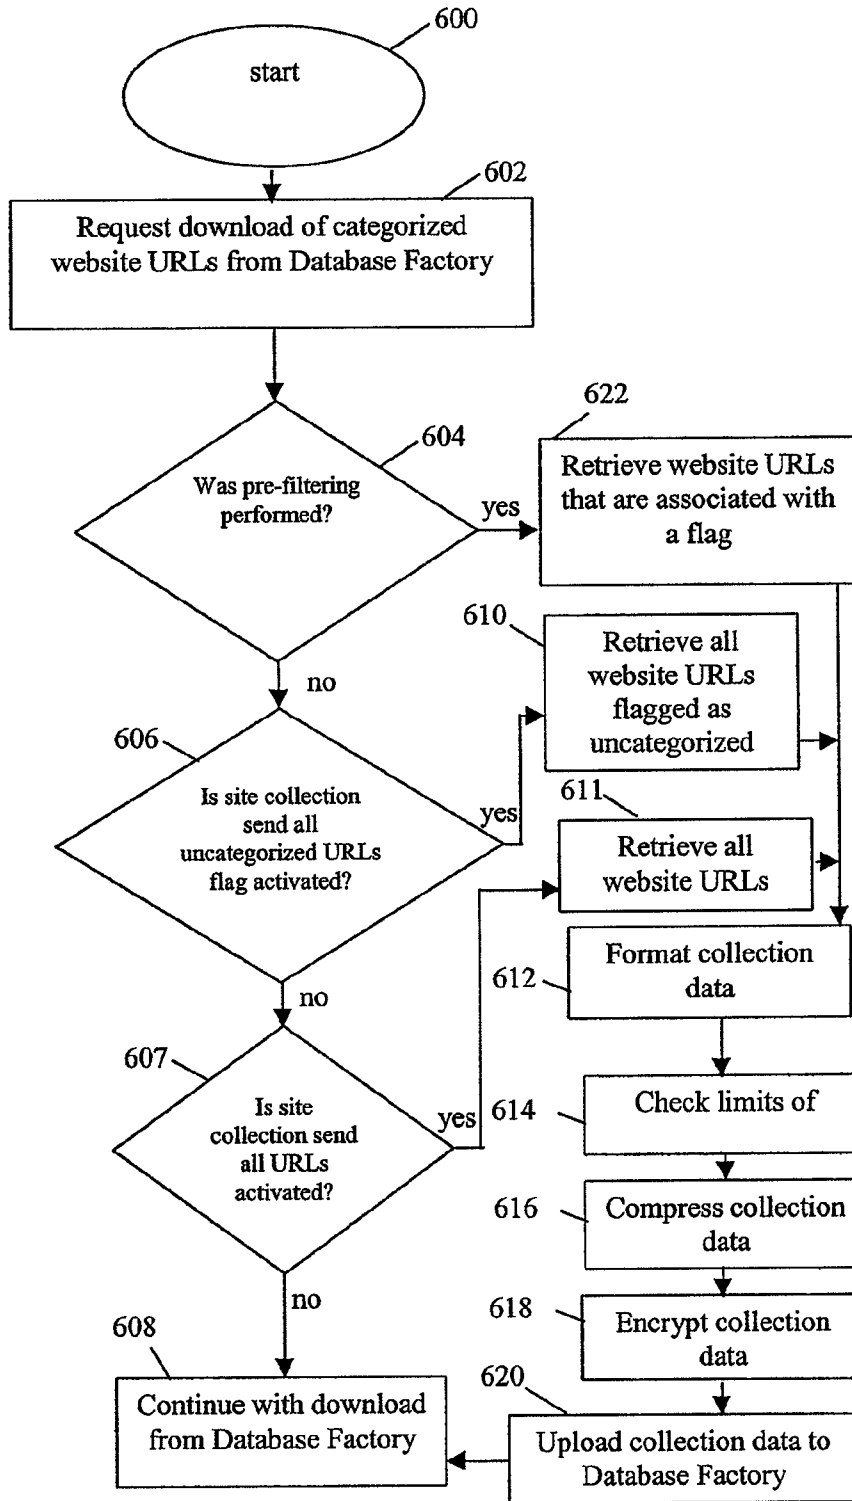 600
start
602
Request download of categorized
website URLs from Database Factory
622
604
Was pre-filtering
performed?
yes
Retrieve website URLs
that are associated with
a flag
no
610
Retrieve all
website URLs
flagged as
uncategorized
606
Is site collection
send all
uncategorized URLs
flag activated?
yes
611
Retrieve all
website URLs
no
612
Format collection
data
607
Is site
collection send
all URLs
activated?
yes
614
Check limits of
616
Compress collection
data
no
618
Encrypt collection
data
608
Continue with download
from Database Factory
620
Upload collection data to
Database Factory